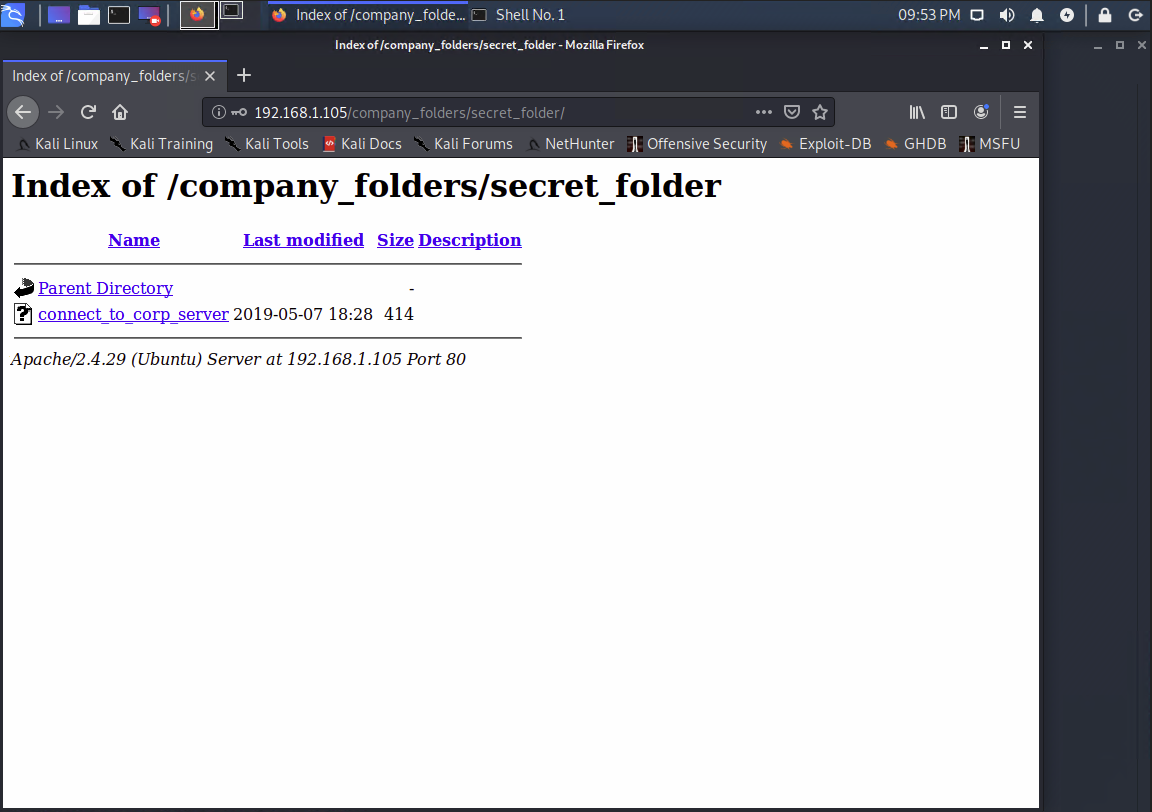 Index of /company_folde... Shell No. 1 09:53 PM
Index of /company_folders/secret_folder - Mozilla Firefox
Index of /company_folders/s
192.168.1.105/company_folders/secret_folder/
Kali Linux Kali Training Kali Tools Kali Docs Kali Forums NetHunter Offensive Security Exploit-DB GHDB MSFU
Index of /company_folders/secret_folder
Name Last modified Size Description
Parent Directory -
connect_to_corp_server 2019-05-07 18:28 414
Apache/2.4.29 (Ubuntu) Server at 192.168.1.105 Port 80